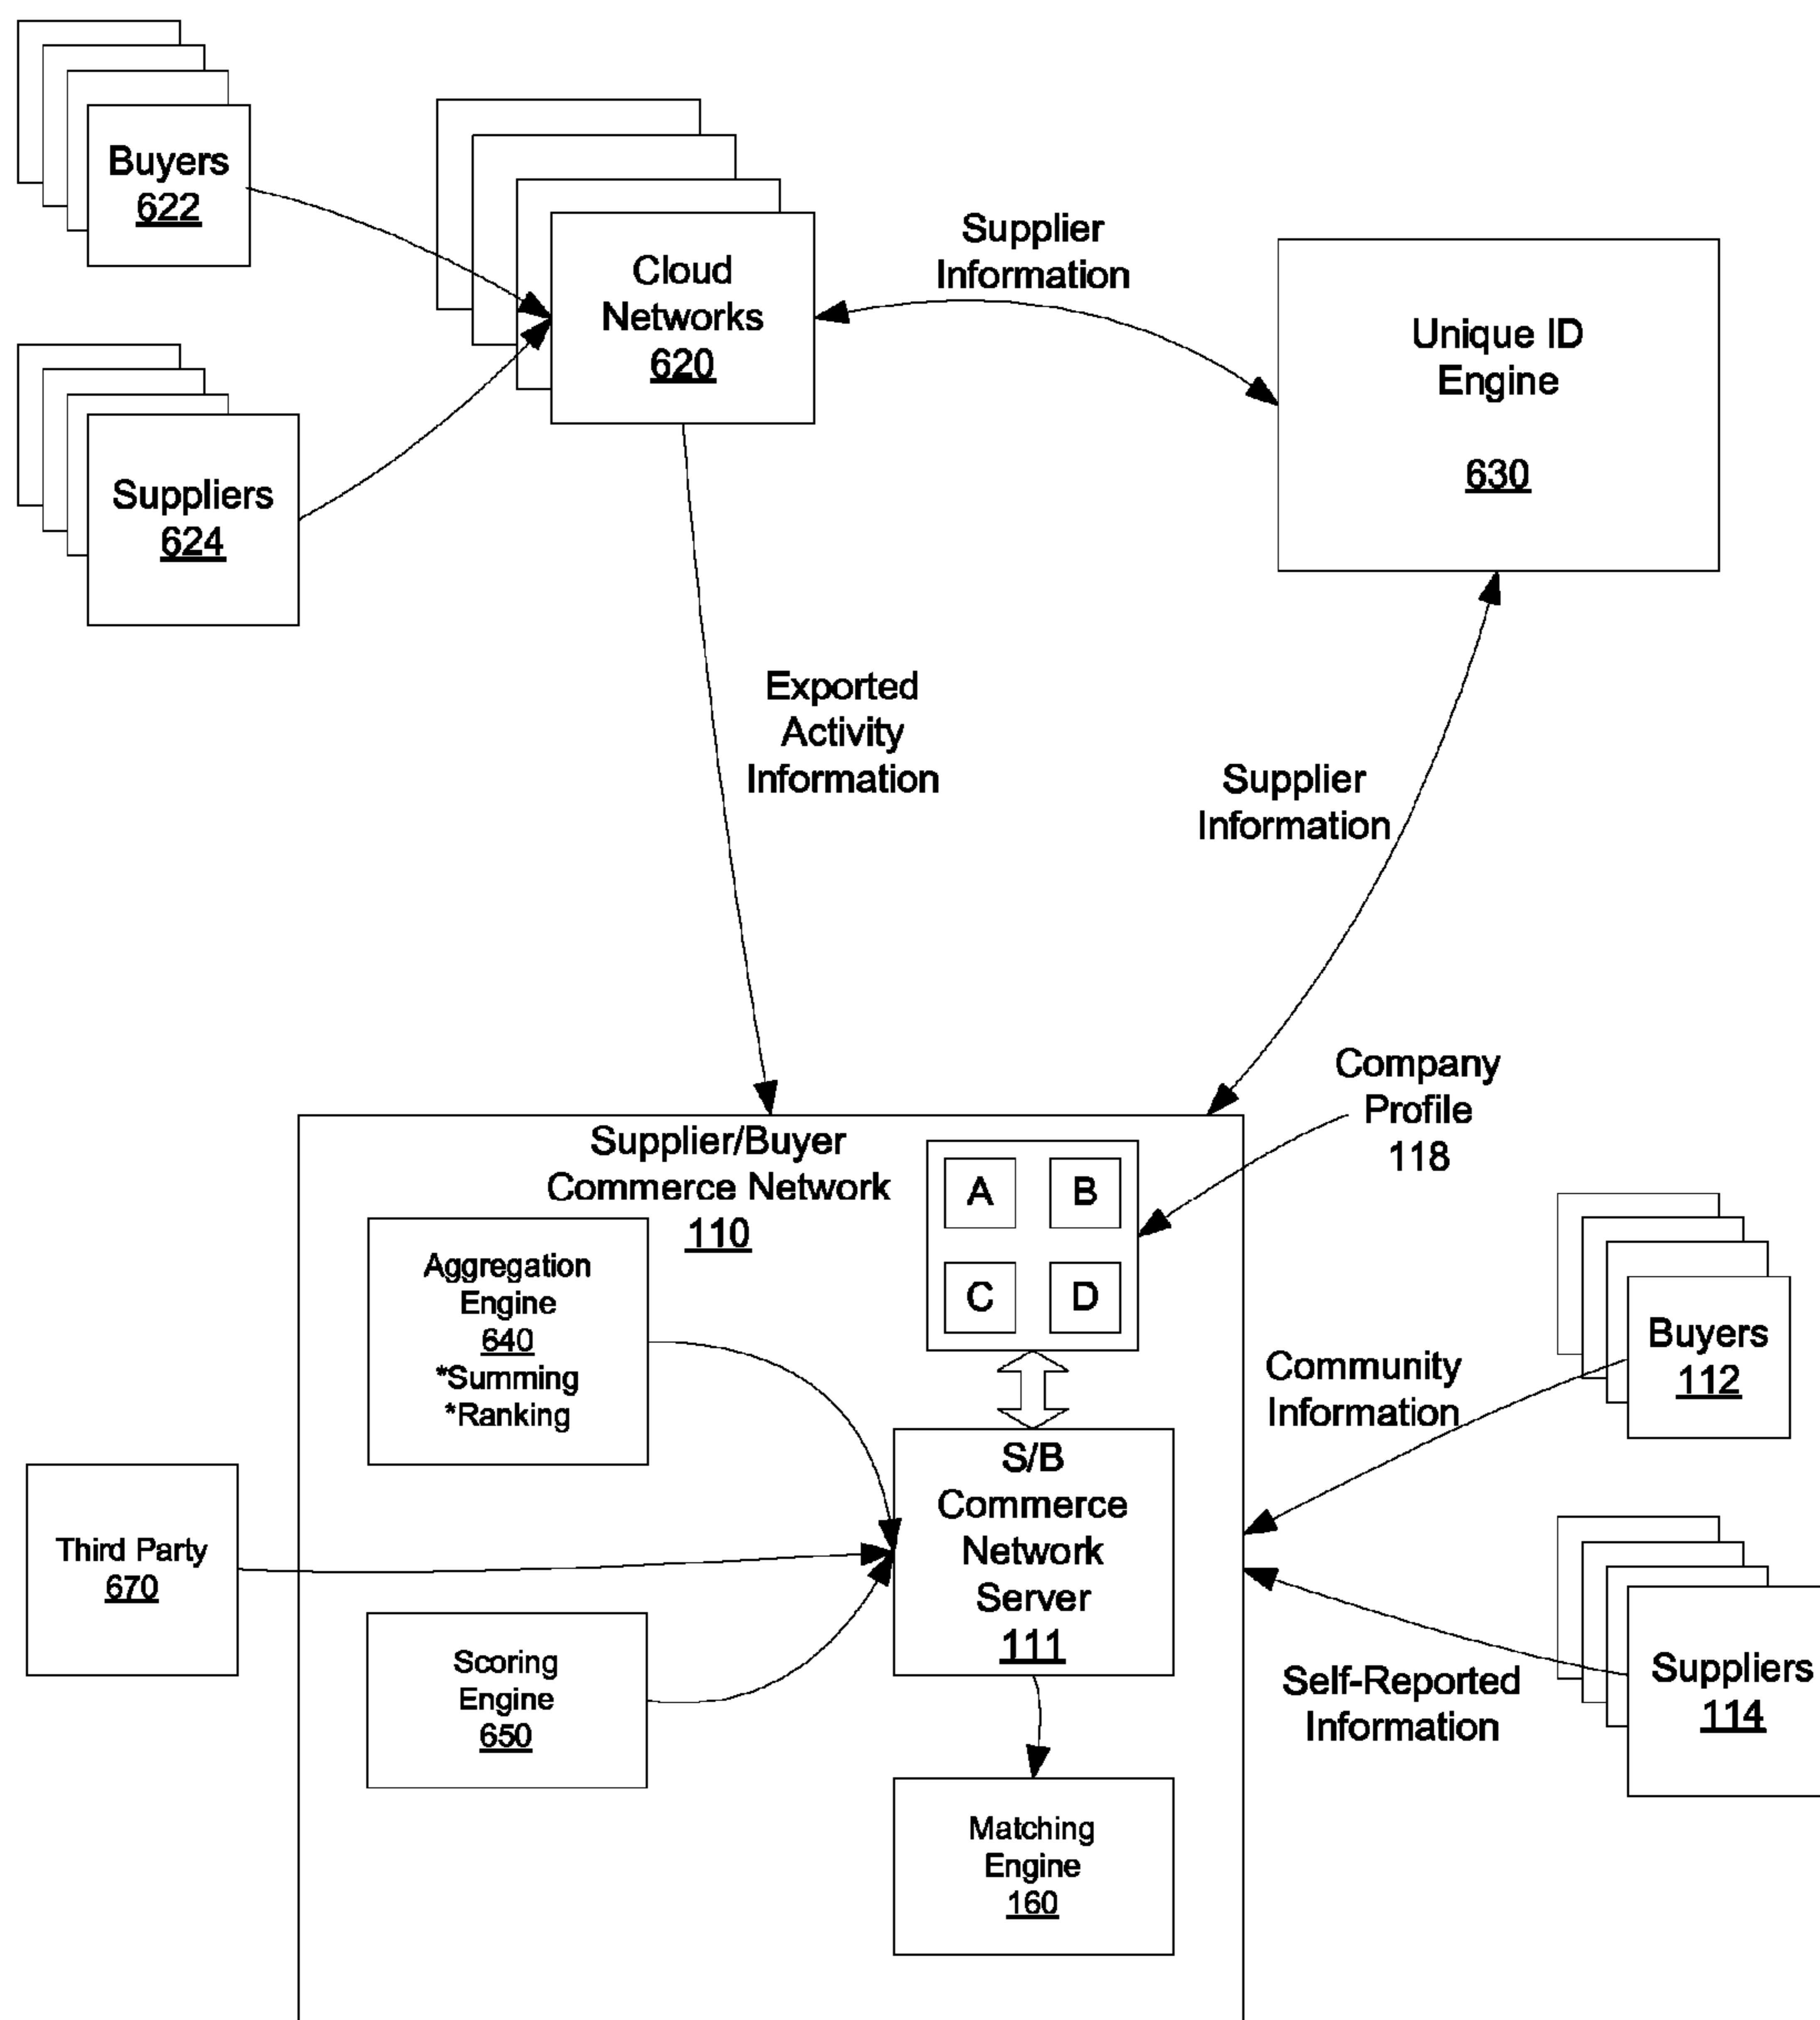 Buyers
622
Cloud
Networks
620
Supplier
Information
Unique ID
Engine
630
Suppliers
624
Exported
Activity
Information
Supplier
Information
Company
Profile
118
Supplier/Buyer
Commerce Network
110
A
B
C
D
Aggregation
Engine
640
*Summing
*Ranking
Buyers
112
Community
Information
S/B
Commerce
Network
Server
111
Third Party
670
Scoring
Engine
650
Suppliers
114
Self-Reported
Information
Matching
Engine
160